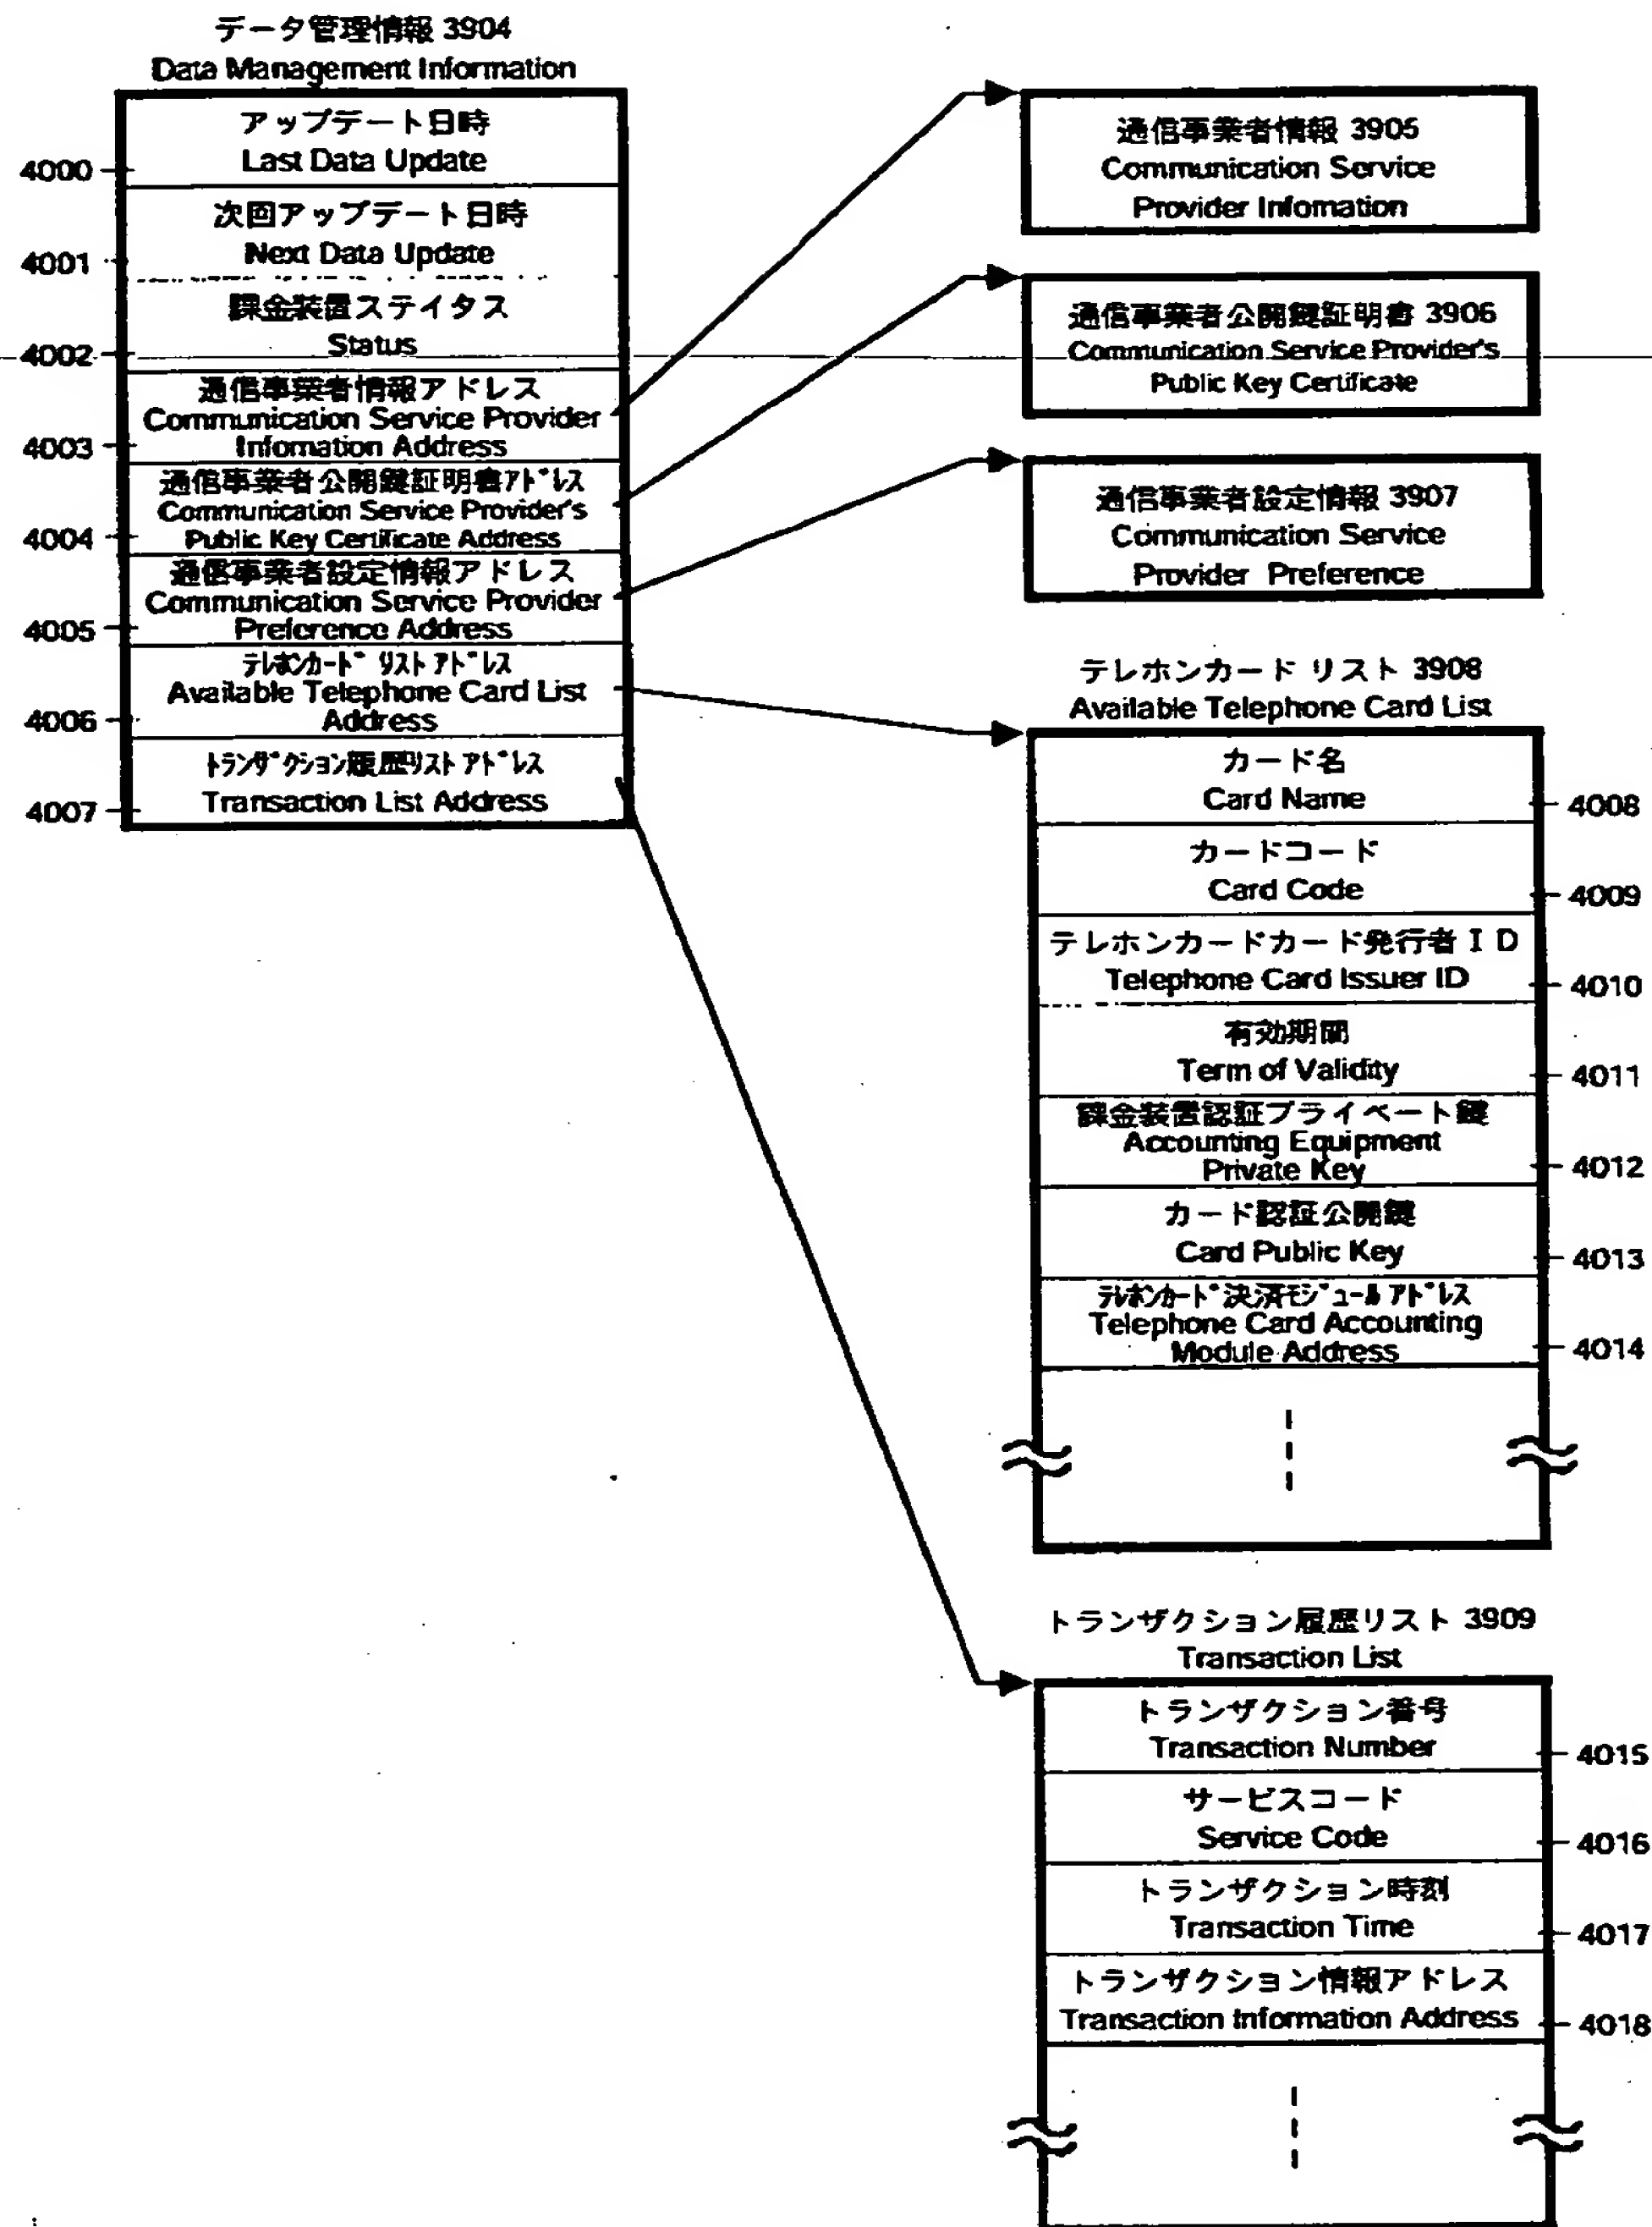 データ管理情報 3904
Data Management Information
アップデート日時
Last Data Update
4000
次回アップデート日時
Next Data Update
4001
課金装置ステイタス
Status
4002
通信事業者情報アドレス
Communication Service Provider
Infomation Address
4003
通信事業者公開鍵証明書アドレス
Communication Service Provider's
Public Key Certificate Address
4004
通信事業者設定情報アドレス
Communication Service Provider
Preference Address
4005
テレホンカード リスト アドレス
Available Telephone Card List
Address
4006
トランザクション履歴リスト アドレス
Transaction List Address
4007
通信事業者情報 3905
Communication Service
Provider Infomation
通信事業者公開鍵証明書 3906
Communication Service Provider's
Public Key Certificate
通信事業者設定情報 3907
Communication Service
Provider Preference
テレホンカード リスト 3908
Available Telephone Card List
カード名
Card Name
4008
カードコード
Card Code
4009
テレホンカードカード発行者ID
Telephone Card Issuer ID
4010
有効期間
Term of Validity
4011
課金装置認証プライベート鍵
Accounting Equipment
Private Key
4012
カード認証公開鍵
Card Public Key
4013
テレホンカード決済モジュール アドレス
Telephone Card Accounting
Module Address
4014
トランザクション履歴リスト 3909
Transaction List
トランザクション番号
Transaction Number
4015
サービスコード
Service Code
4016
トランザクション時刻
Transaction Time
4017
トランザクション情報アドレス
Transaction Information Address
4018